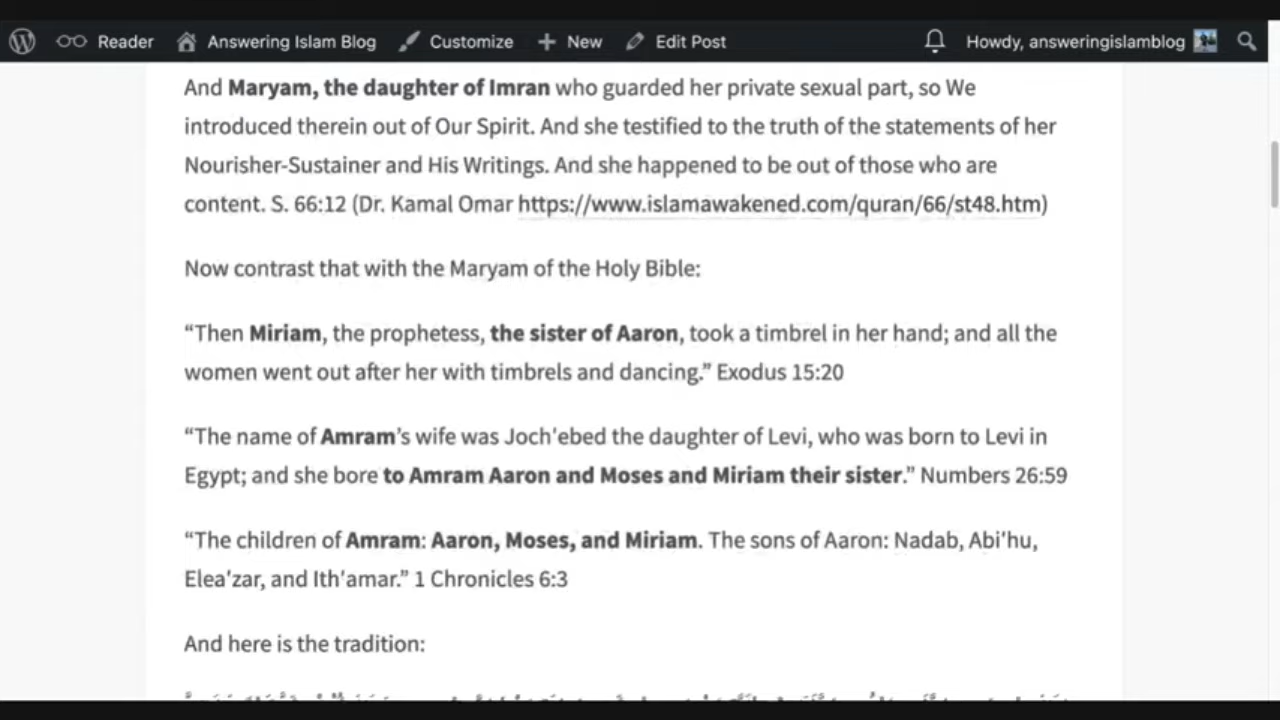 Reader Answering Islam Blog Customize New Edit Post Howdy, answeringislamblog
And Maryam, the daughter of Imran who guarded her private sexual part, so We
introduced therein out of Our Spirit. And she testified to the truth of the statements of her
Nourisher-Sustainer and His Writings. And she happened to be out of those who are
content. S. 66:12 (Dr. Kamal Omar https://www.islamawakened.com/quran/66/st48.htm)
Now contrast that with the Maryam of the Holy Bible:
“Then Miriam, the prophetess, the sister of Aaron, took a timbrel in her hand; and all the
women went out after her with timbrels and dancing.” Exodus 15:20
“The name of Amram’s wife was Joch'ebed the daughter of Levi, who was born to Levi in
Egypt; and she bore to Amram Aaron and Moses and Miriam their sister.” Numbers 26:59
“The children of Amram: Aaron, Moses, and Miriam. The sons of Aaron: Nadab, Abi'hu,
Elea'zar, and Ith'amar.” 1 Chronicles 6:3
And here is the tradition: